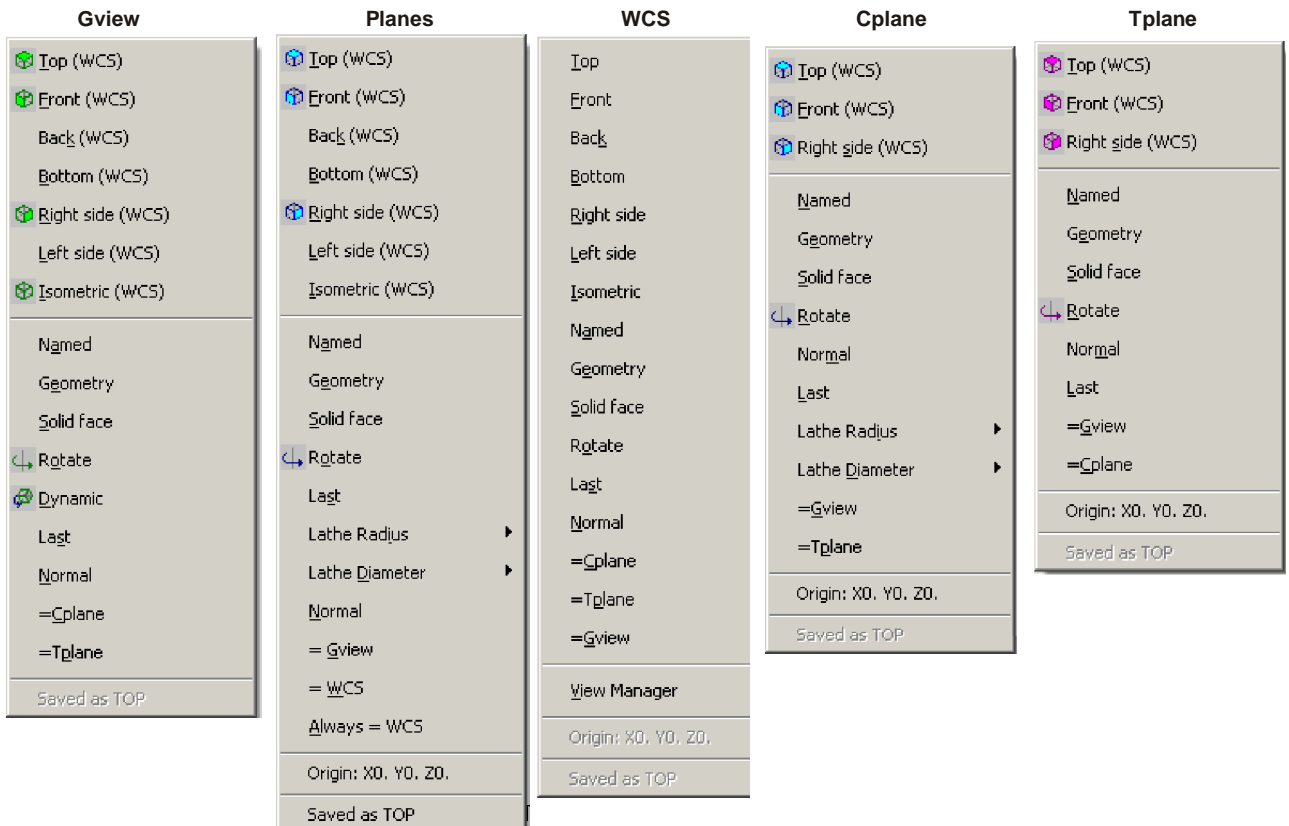 Gview
Top (WCS)
Front (WCS)
Back (WCS)
Bottom (WCS)
Right side (WCS)
Left side (WCS)
Isometric (WCS)
Named
Geometry
Solid face
Rotate
Dynamic
Last
Normal
=Cplane
=Tplane
Saved as TOP
Planes
Top (WCS)
Front (WCS)
Back (WCS)
Bottom (WCS)
Right side (WCS)
Left side (WCS)
Isometric (WCS)
Named
Geometry
Solid face
Rotate
Last
Lathe Radius
Lathe Diameter
Normal
= Gview
= WCS
Always = WCS
Origin: X0. Y0. Z0.
Saved as TOP
WCS
Top
Front
Back
Bottom
Right side
Left side
Isometric
Named
Geometry
Solid face
Rotate
Last
Normal
=Cplane
=Tplane
=Gview
View Manager
Origin: X0. Y0. Z0.
Saved as TOP
Cplane
Top (WCS)
Front (WCS)
Right side (WCS)
Named
Geometry
Solid face
Rotate
Normal
Last
Lathe Radius
Lathe Diameter
=Gview
=Tplane
Origin: X0. Y0. Z0.
Saved as TOP
Tplane
Top (WCS)
Front (WCS)
Right side (WCS)
Named
Geometry
Solid face
Rotate
Normal
Last
=Gview
=Cplane
Origin: X0. Y0. Z0.
Saved as TOP